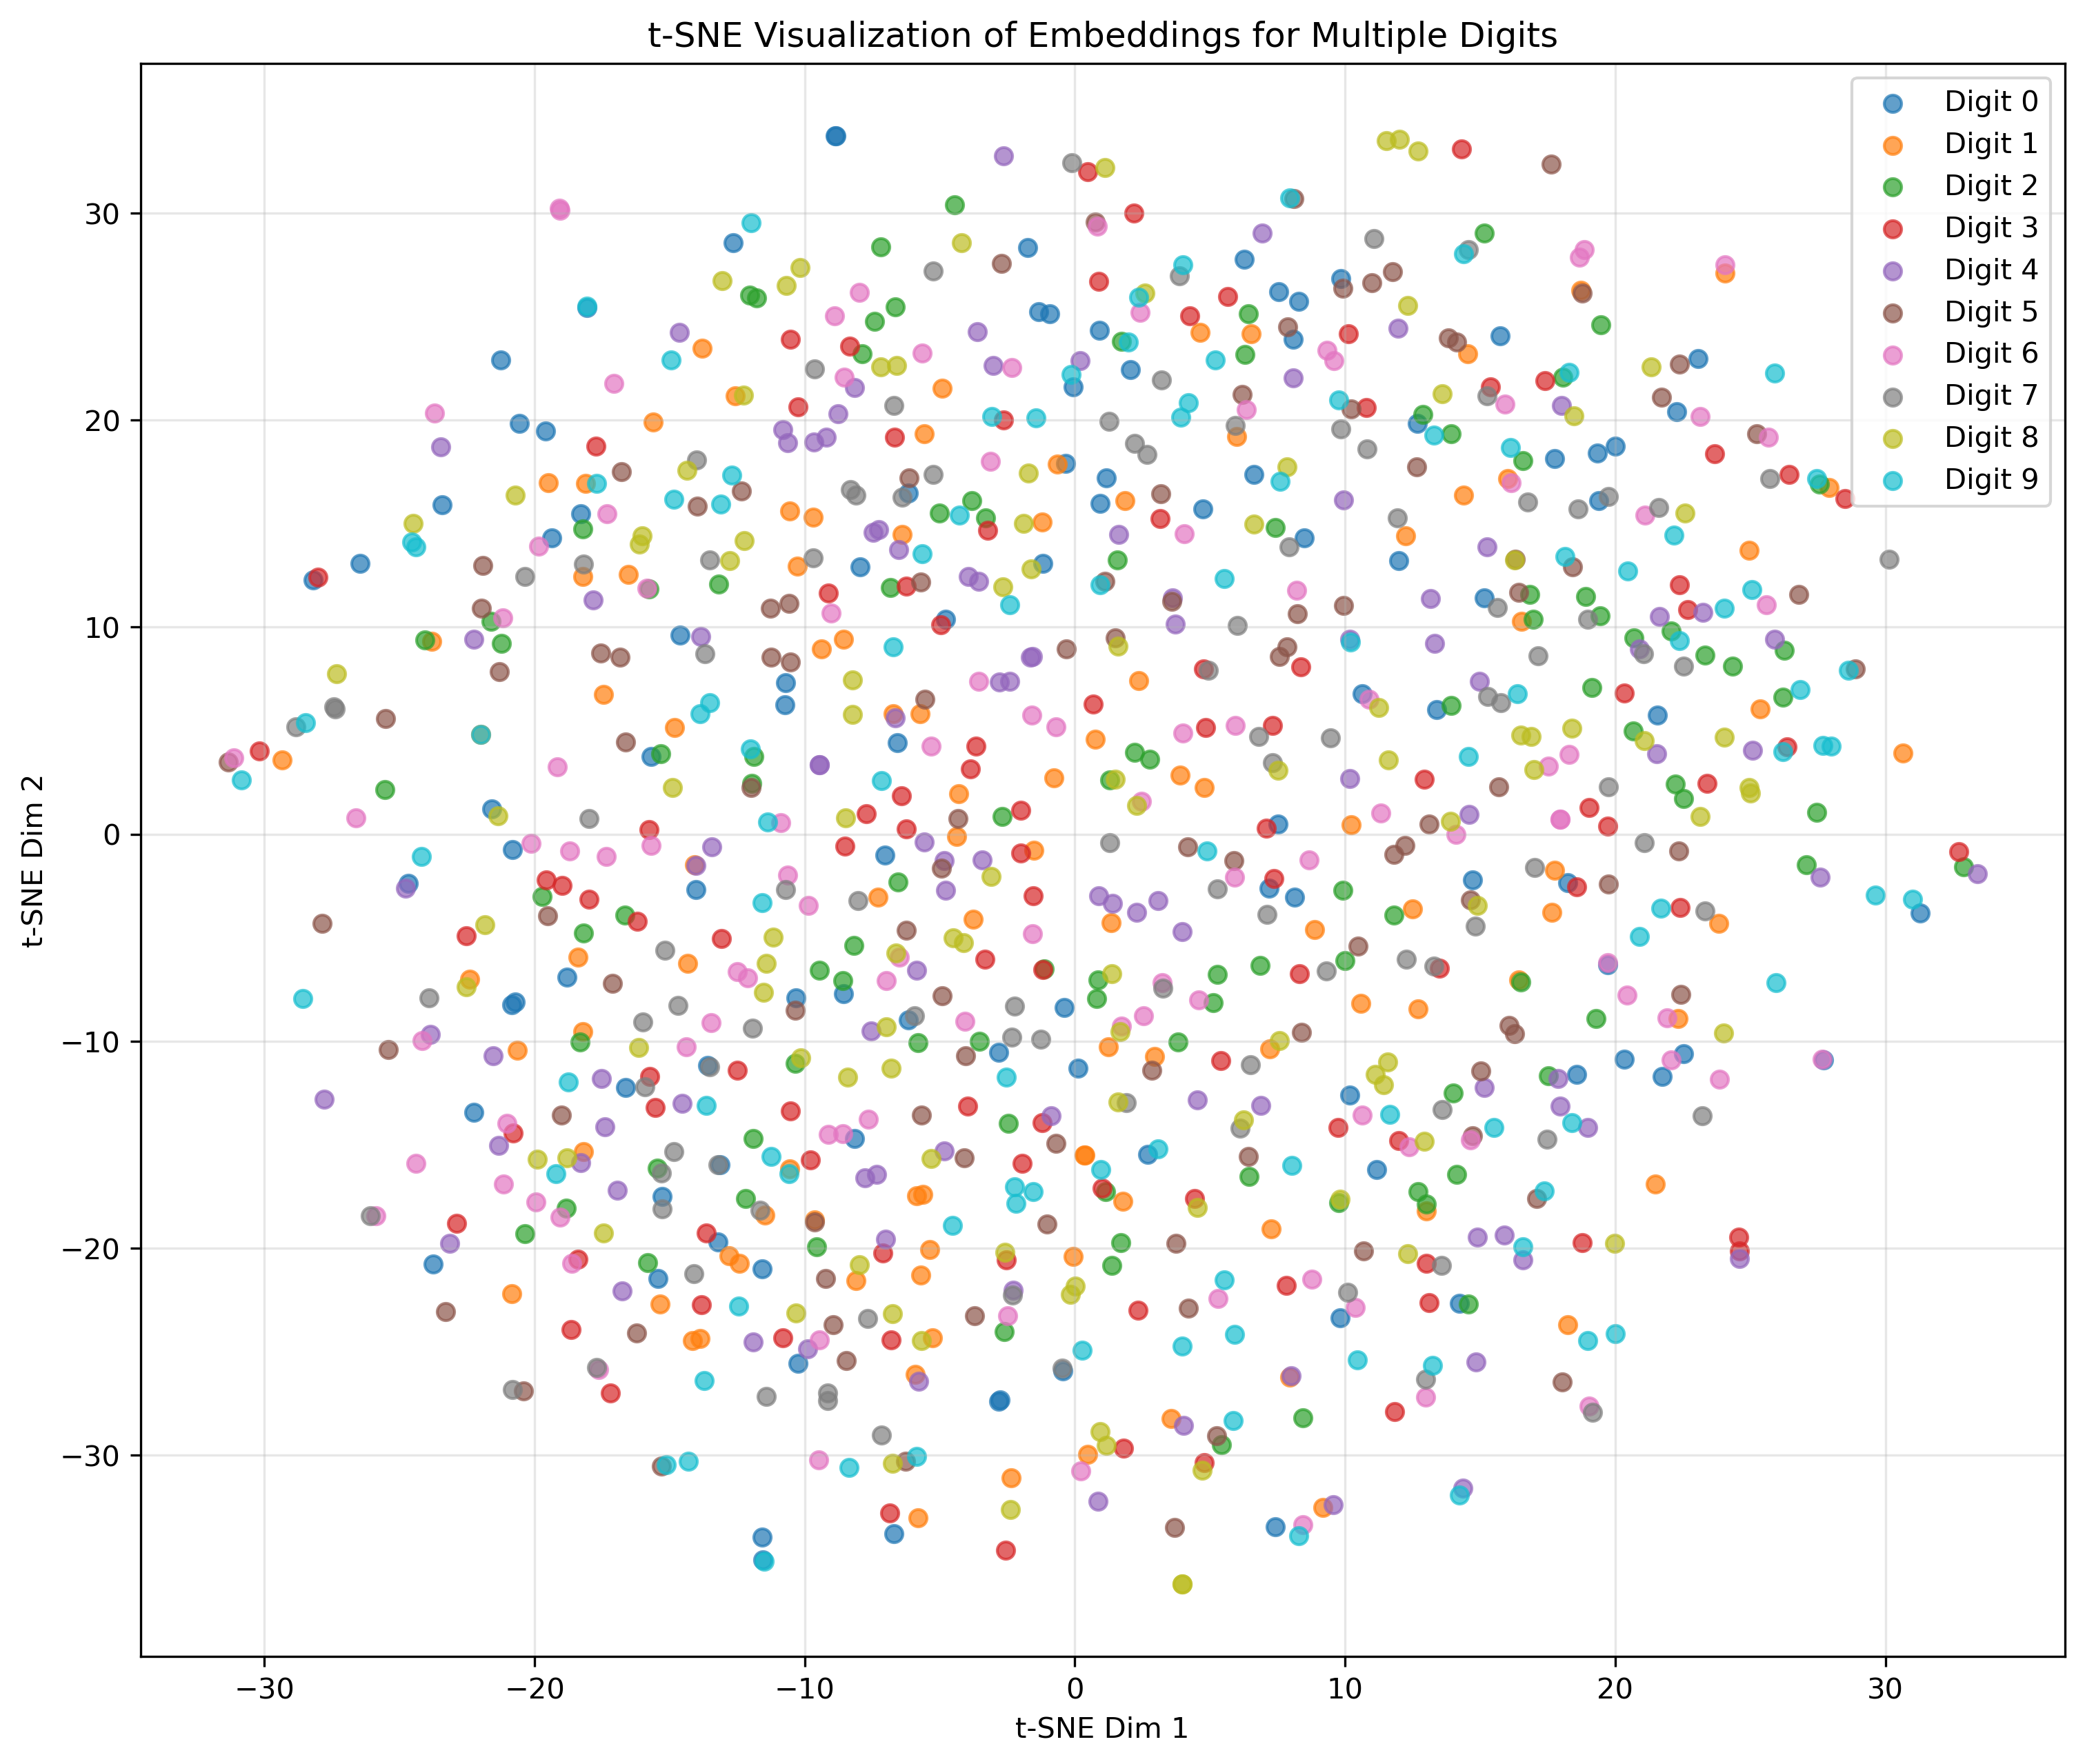 t-SNE Visualization of Embeddings for Multiple Digits
Digit 0
Digit 1
Digit 2
Digit 3
Digit 4
Digit 5
Digit 6
Digit 7
Digit 8
Digit 9
30
20
10
0
−10
−20
−30
t-SNE Dim 2
−30
−20
−10
0
10
20
30
t-SNE Dim 1